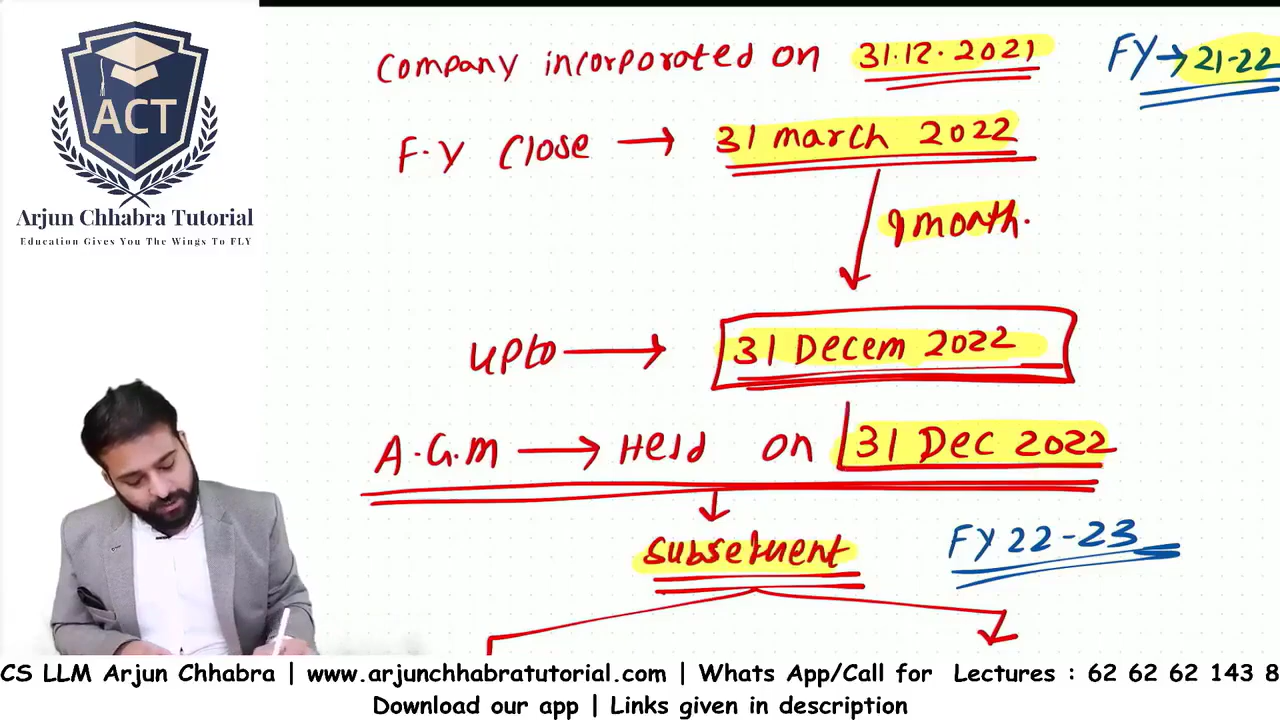 ACT
Arjun Chhabra Tutorial
Education Gives You The Wings To FLY
Company incorporated on 31.12.2021 FY → 21-22
F.Y Close → 31 march 2022
9 month.
upto → 31 Decem 2022
A.G.M → Held on 31 Dec 2022
Subsequent FY 22-23
CS LLM Arjun Chhabra | www.arjunchhabratutorial.com | Whats App/Call for Lectures : 62 62 62 143 8
Download our app | Links given in description